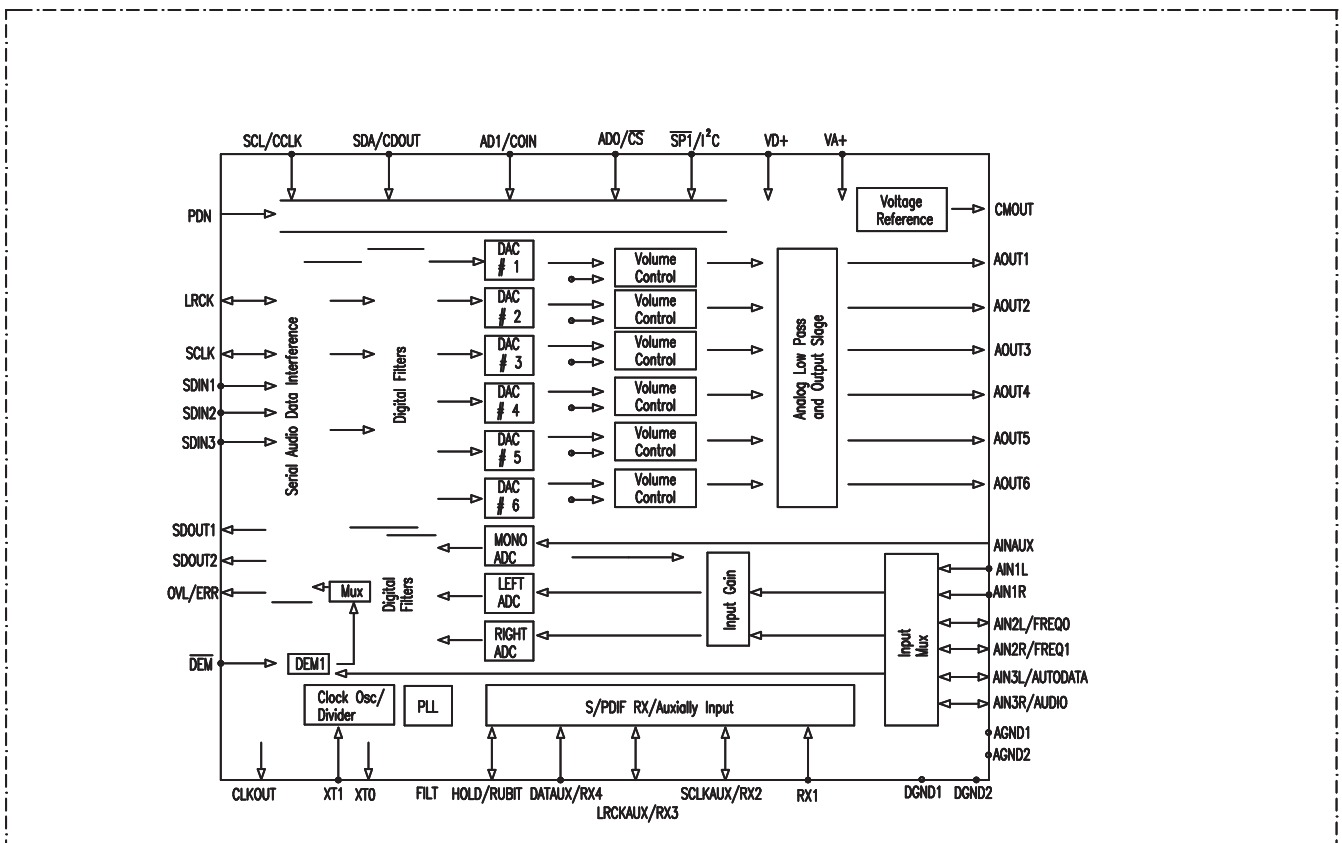 SCL/CCLK
SDA/CDOUT
AD1/COIN
AD0/CS
SP1/I²C
VD+
VA+
PDN
Voltage
Reference
CMOUT
DAC
# 1
Volume
Control
AOUT1
LRCK
DAC
# 2
Volume
Control
AOUT2
SCLK
DAC
# 3
Volume
Control
AOUT3
SDIN1
SDIN2
SDIN3
Serial Audio Data Interference
Digital Filters
DAC
# 4
Volume
Control
AOUT4
DAC
# 5
Volume
Control
AOUT5
DAC
# 6
Volume
Control
AOUT6
Analog Low Pass
and Output Slage
SDOUT1
SDOUT2
OVL/ERR
Mux
Digital
Filters
MONO
ADC
LEFT
ADC
RIGHT
ADC
Input Gain
Input
Mux
AINAUX
AIN1L
AIN1R
AIN2L/FREQ0
AIN2R/FREQ1
AIN3L/AUTODATA
AIN3R/AUDIO
AGND1
AGND2
DEM
DEM1
Clock Osc/
Divider
PLL
S/PDIF RX/Auxially Input
CLKOUT
XT1
XTO
FILT
HOLD/RUBIT
DATAUX/RX4
LRCKAUX/RX3
SCLKAUX/RX2
RX1
DGND1
DGND2